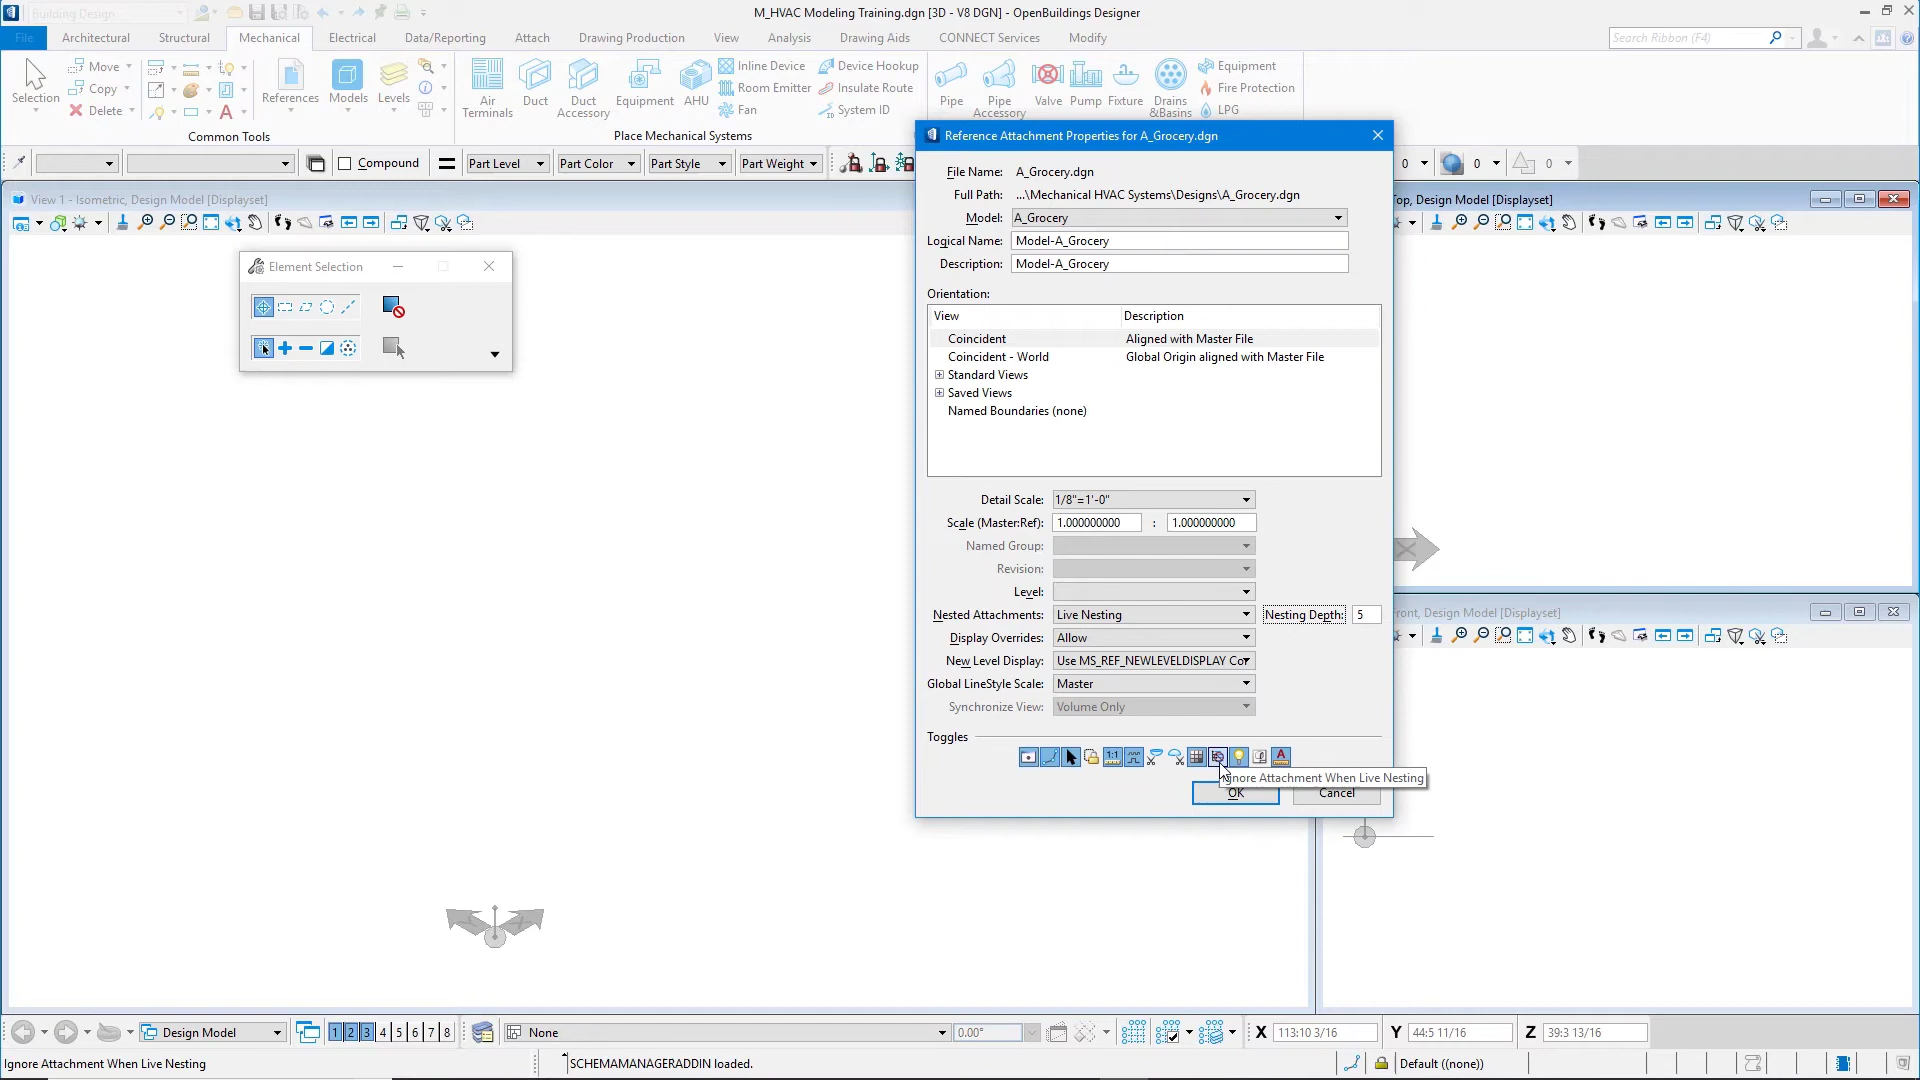 Building Design
M_HVAC Modeling Training.dgn [3D - V8 DGN] - OpenBuildings Designer
File Architectural Structural Mechanical Electrical Data/Reporting Attach Drawing Production Analysis View Drawing Aids CONNECT Services Modify
Search Ribbon (F4)
Selection
Move
Copy
Delete
References
Models
Levels
Common Tools
Air Terminals
Duct
Duct Accessory
Equipment
AHU
Inline Device
Room Emitter
Fan
Device Hookup
Insulate Route
System ID
Place Mechanical Systems
Pipe
Pipe Accessory
Valve
Pump
Fixture
Drains &Basins
Equipment
Fire Protection
LPG
Compound
Part Level
Part Color
Part Style
Part Weight
0 0 0
View 1 - Isometric, Design Model [Displayset]
Top, Design Model [Displayset]
Element Selection
Reference Attachment Properties for A_Grocery.dgn
File Name: A_Grocery.dgn
Full Path: ...\Mechanical HVAC Systems\Designs\A_Grocery.dgn
Model: A_Grocery
Logical Name: Model-A_Grocery
Description: Model-A_Grocery
Orientation:
View Description
Coincident Aligned with Master File
Coincident - World Global Origin aligned with Master File
Standard Views
Saved Views
Named Boundaries (none)
Detail Scale: 1/8"=1'-0"
Scale (Master:Ref): 1.000000000 : 1.000000000
Named Group:
Revision:
Level:
Nested Attachments: Live Nesting Nesting Depth: 5
Display Overrides: Allow
New Level Display: Use MS_REF_NEWLEVELDISPLAY Co
Global LineStyle Scale: Master
Synchronize View: Volume Only
Toggles
1:1
A
Ignore Attachment When Live Nesting
OK Cancel
ront, Design Model [Displayset]
Design Model
1 2 3 4 5 6 7 8
None
0.00°
X 113:10 3/16 Y 44:5 11/16 Z 39:3 13/16
Ignore Attachment When Live Nesting
SCHEMAMANAGERADDIN loaded.
Default ((none))